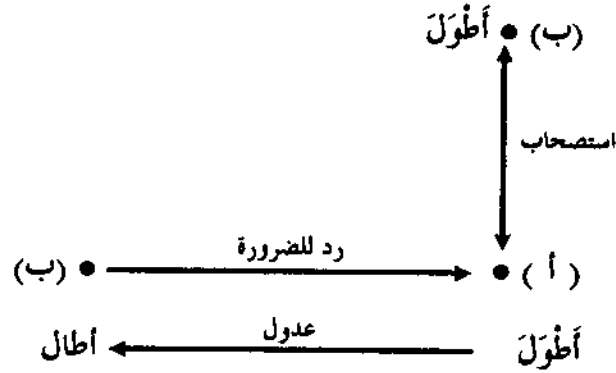 (ب) أَطْوَلَ
استصحاب
رد للضرورة
( أ ) (ب)
عدول
أَطْوَلَ أطال